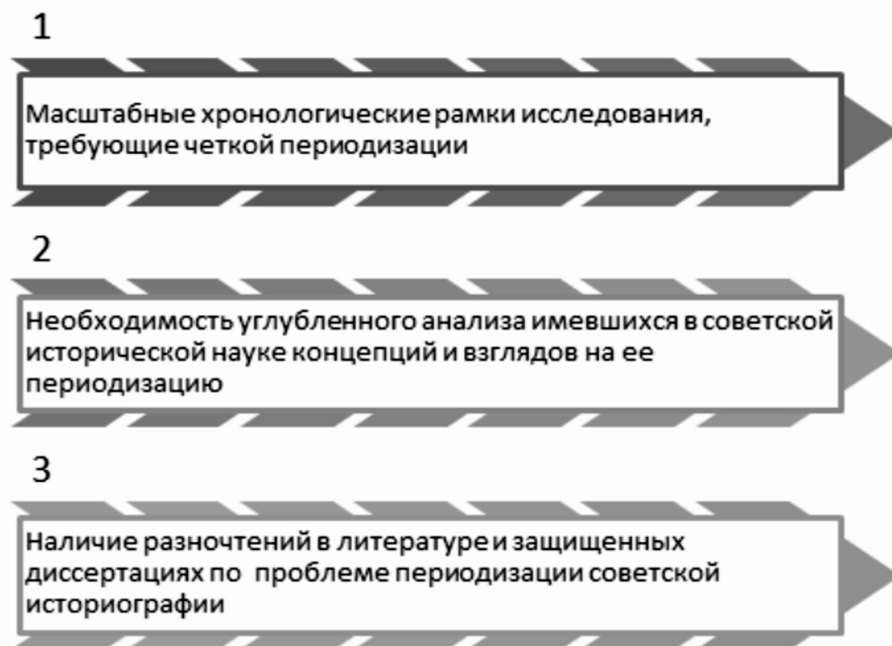 1
Масштабные хронологические рамки исследования,
требующие четкой периодизации
2
Необходимость углубленного анализа имевшихся в советской
исторической науке концепций и взглядов на ее
периодизацию
3
Наличие разночтений в литературе и защищенных
диссертациях по проблеме периодизации советской
историографии